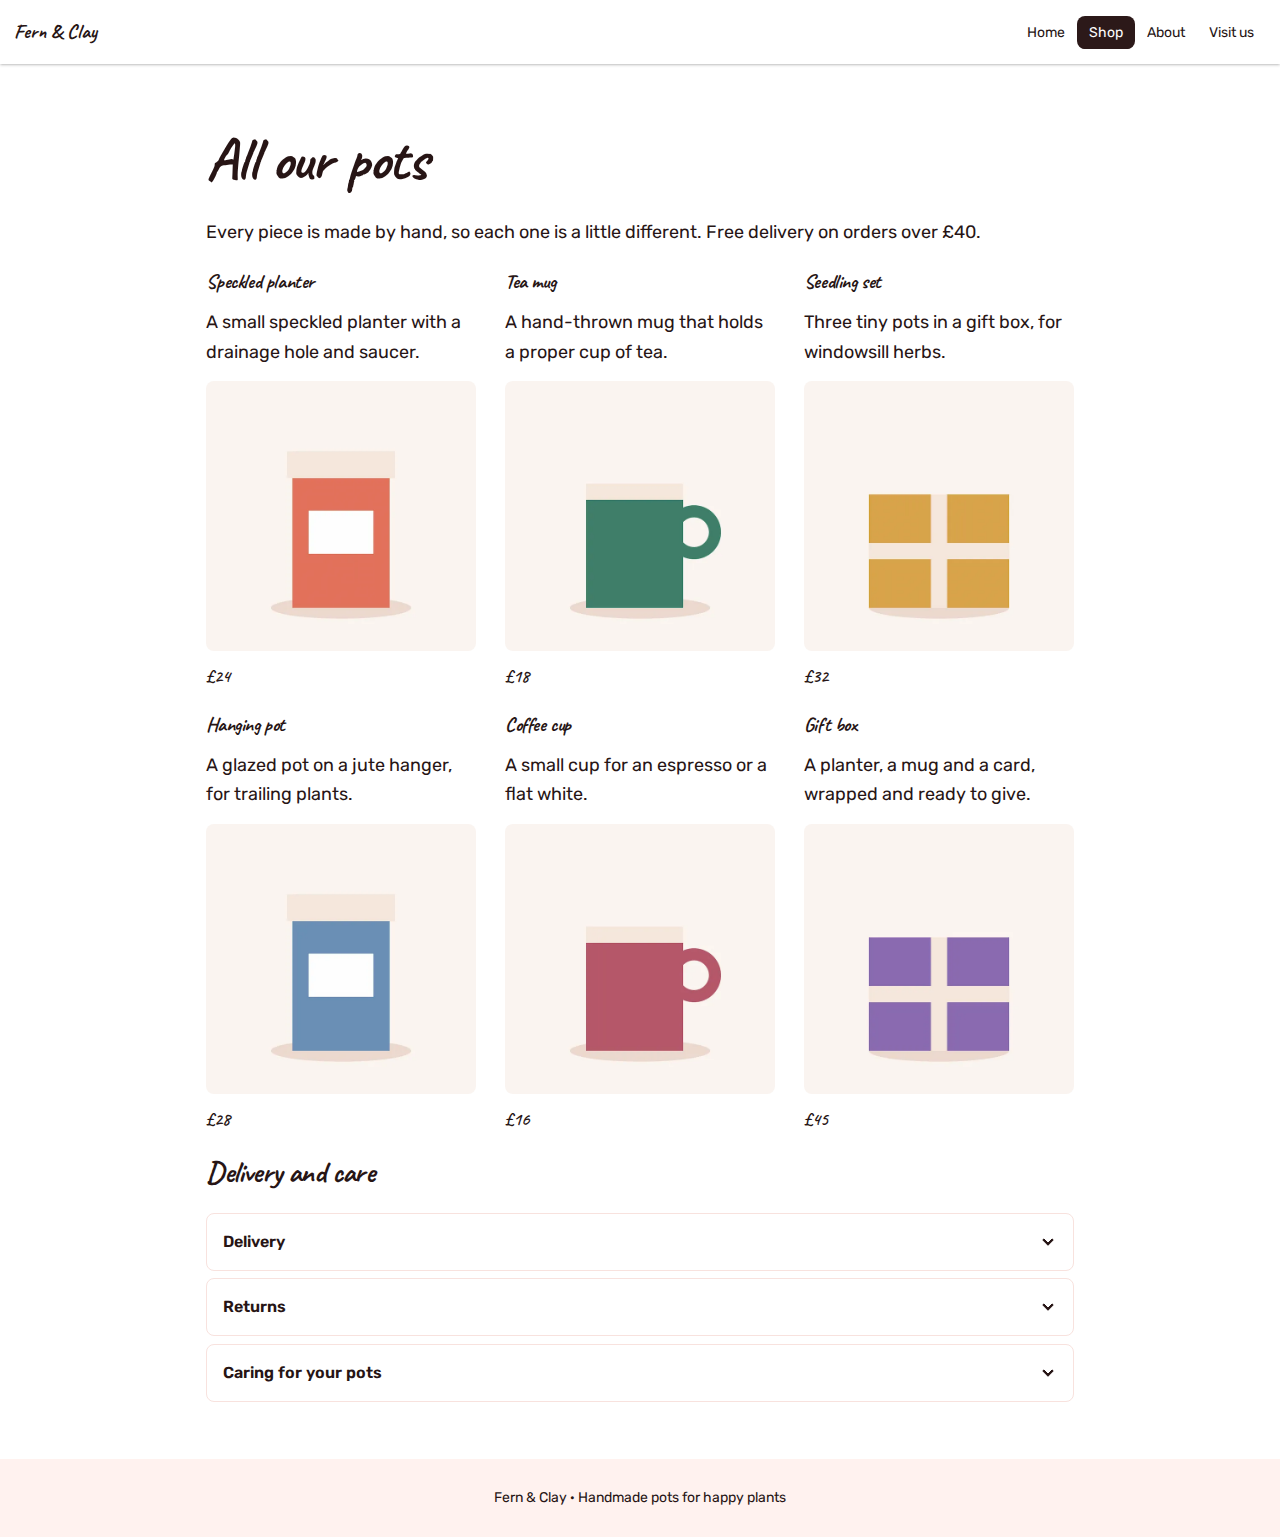 Fern & Clay
Home
Shop
About
Visit us
All our pots
Every piece is made by hand, so each one is a little different. Free delivery on orders over £40.
Speckled planter
A small speckled planter with a
drainage hole and saucer.
£24
Tea mug
A hand-thrown mug that holds
a proper cup of tea.
£18
Seedling set
Three tiny pots in a gift box, for
windowsill herbs.
£32
Hanging pot
A glazed pot on a jute hanger,
for trailing plants.
£28
Coffee cup
A small cup for an espresso or a
flat white.
£16
Gift box
A planter, a mug and a card,
wrapped and ready to give.
£45
Delivery and care
Delivery
Returns
Caring for your pots
Fern & Clay • Handmade pots for happy plants